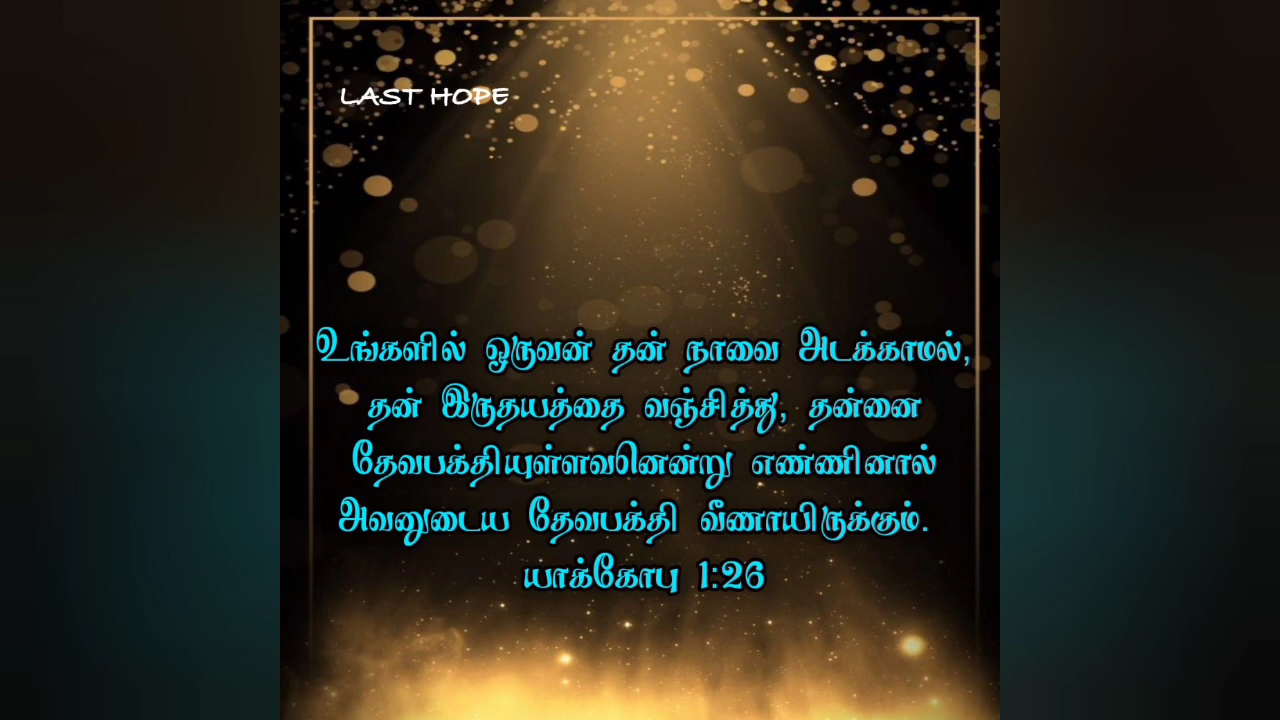 LAST HOPE
உங்களில் ஒருவன் தன் நாவை அடக்காமல்,
தன் இருதயத்தை வஞ்சித்து, தன்னை
தேவபக்தியுள்ளவனென்று எண்ணினால்
அவனுடைய தேவபக்தி வீணாயிருக்கும்.
யாக்கோபு 1:26